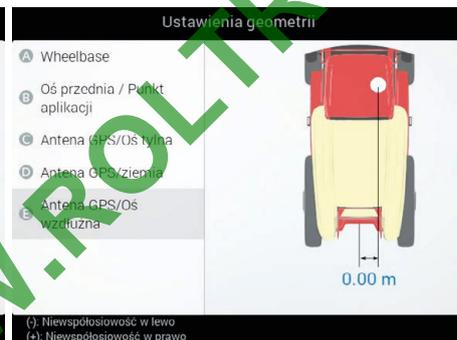 Ustawienia geometrii
A Wheelbase
B Oś przednia / Punkt
aplikacji
C Antena GPS/Oś tylna
D Antena GPS/ziemia
E Antena GPS/Oś
wzdłużna
0.00 m
(-): Niewspółosiowość w lewo
(+): Niewspółosiowość w prawo
V.ROLTK